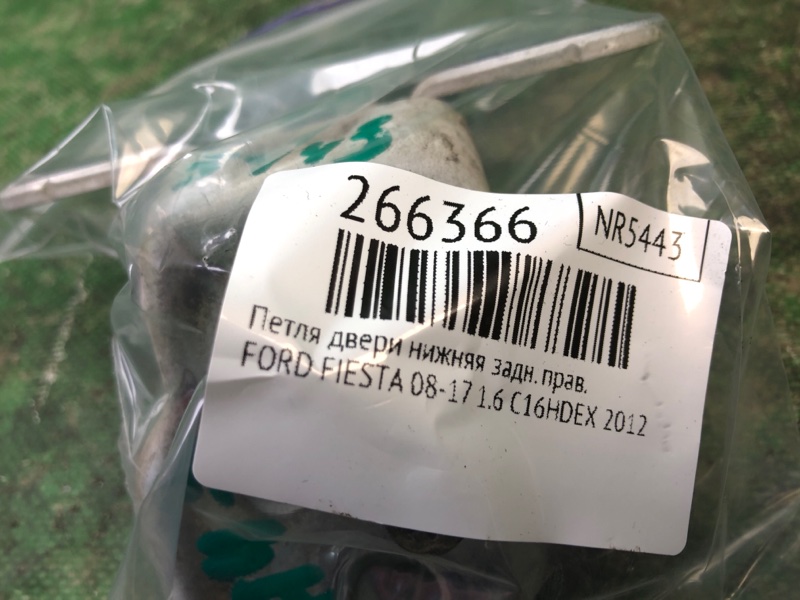 266366
NR5443
Петля двери нижняя задн. прав.
FORD FIESTA 08-17 1.6 C16HDEX 2012